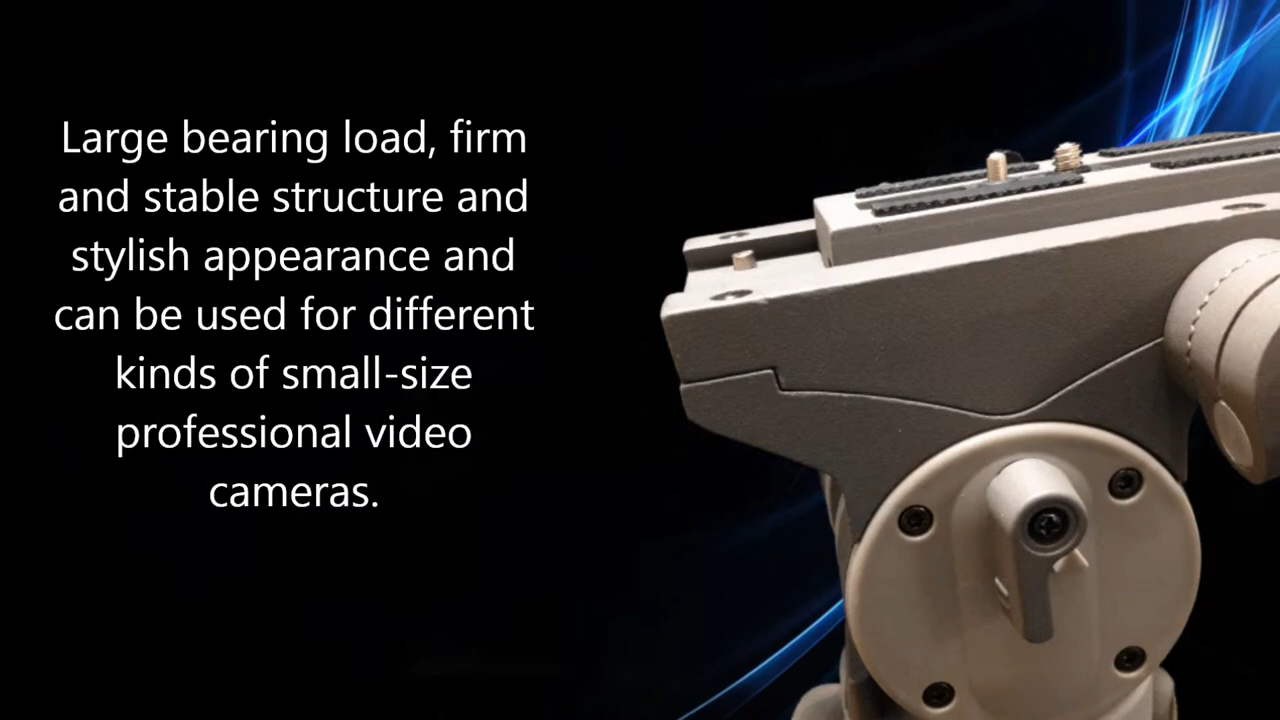 Large bearing load, firm
and stable structure and
stylish appearance and
can be used for different
kinds of small-size
professional video
cameras.